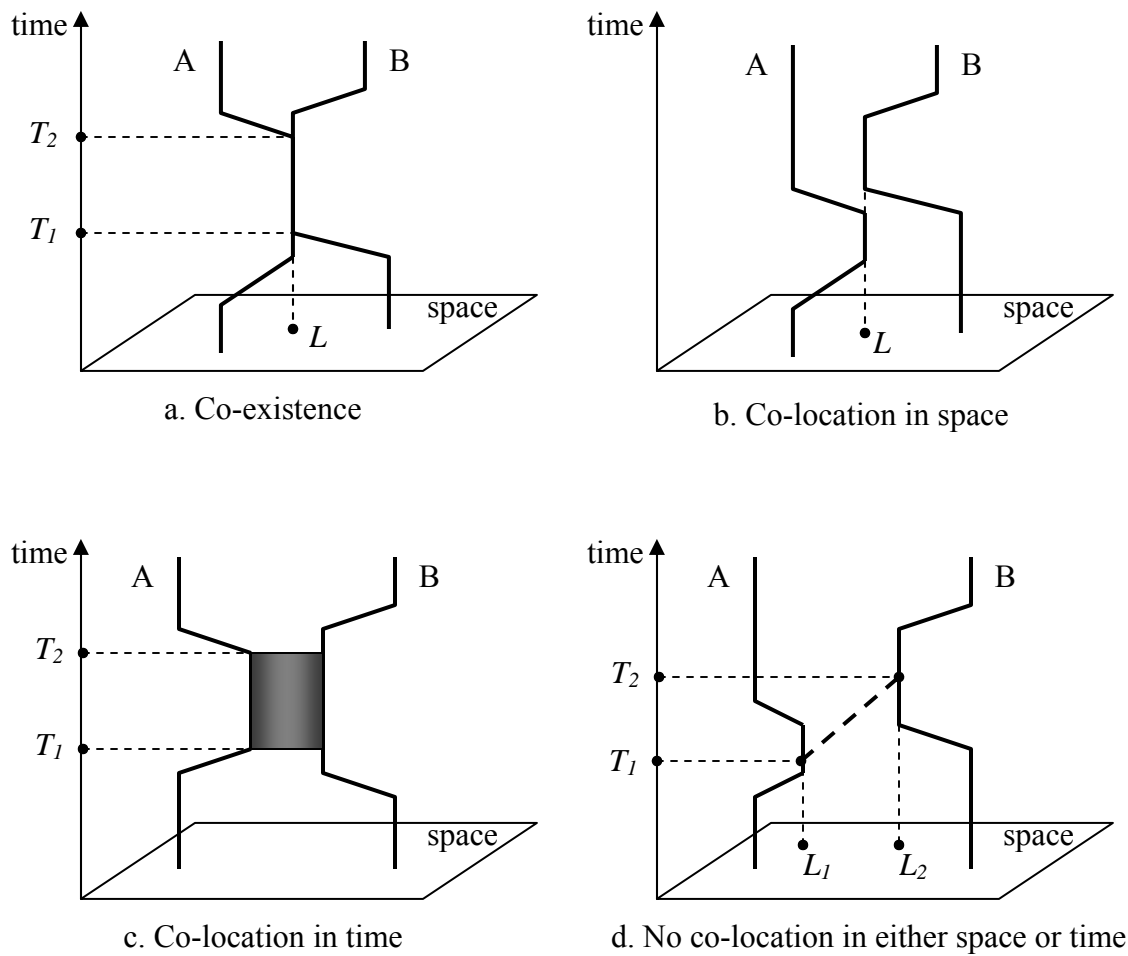 time
A
B
T2
T1
space
L
a. Co-existence
time
A
B
space
L
b. Co-location in space
time
A
B
T2
T1
space
c. Co-location in time
time
A
B
T2
T1
space
L1
L2
d. No co-location in either space or time